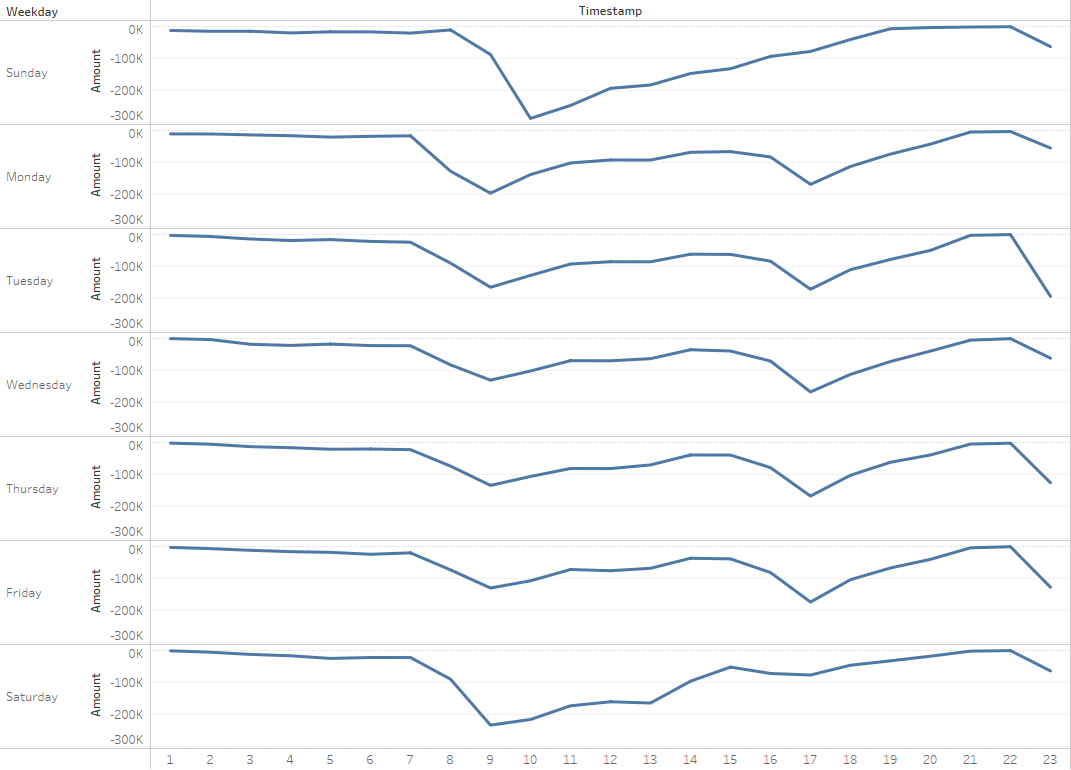 Weekday
Timestamp
Sunday
Amount
0K
-100K
-200K
-300K
Monday
Amount
0K
-100K
-200K
-300K
Tuesday
Amount
0K
-100K
-200K
-300K
Wednesday
Amount
0K
-100K
-200K
-300K
Thursday
Amount
0K
-100K
-200K
-300K
Friday
Amount
0K
-100K
-200K
-300K
Saturday
Amount
0K
-100K
-200K
-300K
1 2 3 4 5 6 7 8 9 10 11 12 13 14 15 16 17 18 19 20 21 22 23